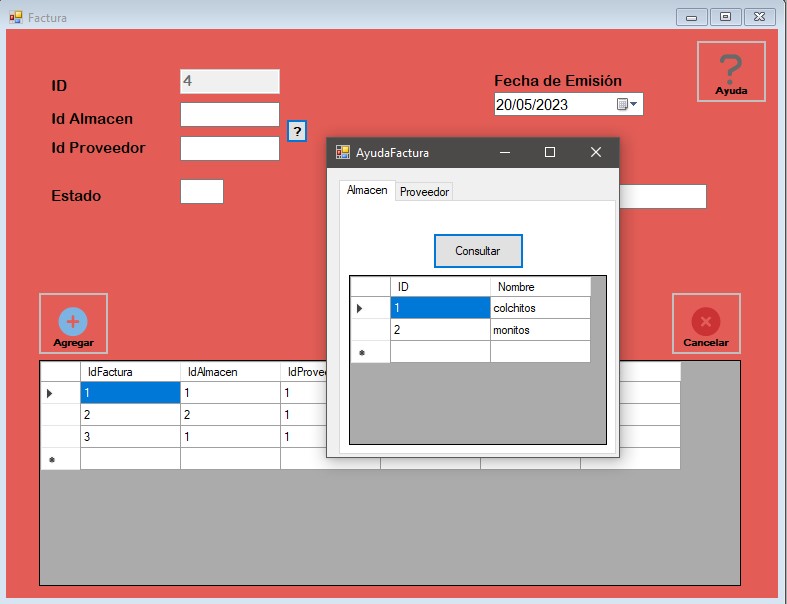 Factura
?
Ayuda
ID
4
Fecha de Emisión
20/05/2023
Id Almacen
?
Id Proveedor
Estado
AyudaFactura
Almacen
Proveedor
Consultar
ID Nombre
1 colchitos
2 monitos
Agregar
Cancelar
IdFactura IdAlmacen
1 1 1
2 2 1
3 1 1